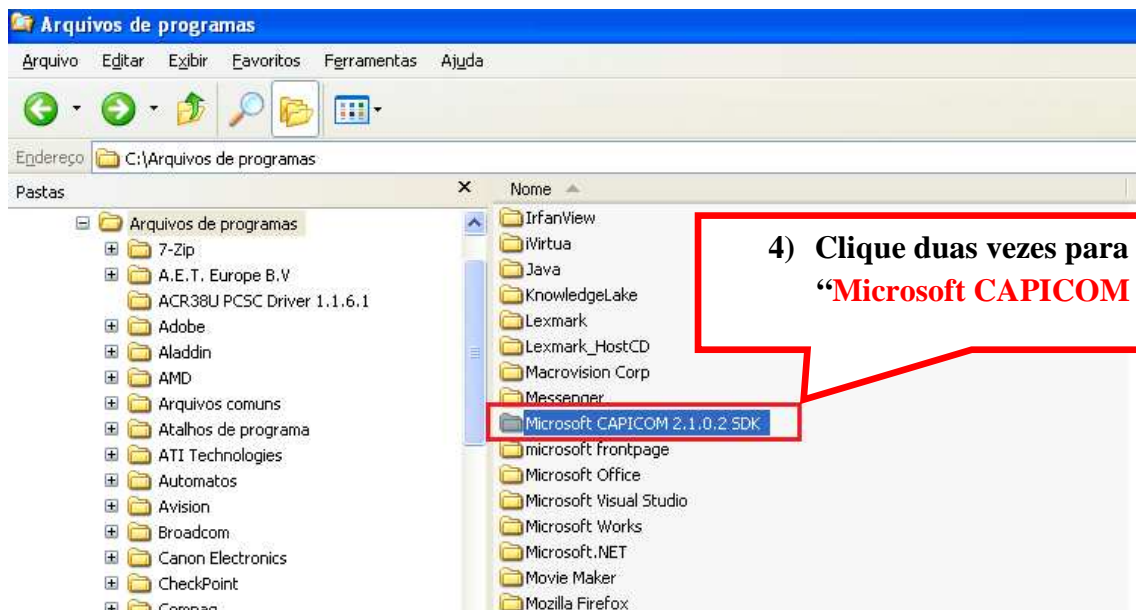 Arquivos de programas
Arquivo Editar Exibir Favoritos Ferramentas Ajuda
Endereço C:\Arquivos de programas
Pastas
Arquivos de programas
7-Zip
A.E.T. Europe B.V
ACR38U PCSC Driver 1.1.6.1
Adobe
Aladdin
AMD
Arquivos comuns
Atalhos de programa
ATI Technologies
Automatos
Avision
Broadcom
Canon Electronics
CheckPoint
Compaq
Nome
IrfanView
iVirtua
Java
KnowledgeLake
Lexmark
Lexmark_HostCD
Macrovision Corp
Messenger
Microsoft CAPICOM 2.1.0.2 SDK
microsoft frontpage
Microsoft Office
Microsoft Visual Studio
Microsoft Works
Microsoft.NET
Movie Maker
Mozilla Firefox
4) Clique duas vezes para
“Microsoft CAPICOM